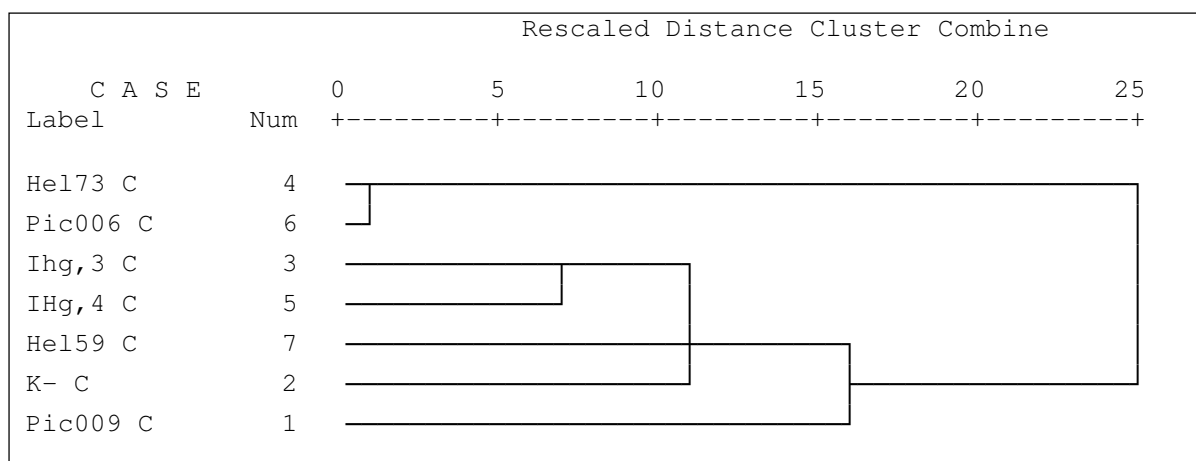 Rescaled Distance Cluster Combine
C A S E 0 5 10 15 20 25
Label Num +---------+---------+---------+---------+---------+
Hel73 C 4
Pic006 C 6
Ihg,3 C 3
IHg,4 C 5
Hel59 C 7
K- C 2
Pic009 C 1